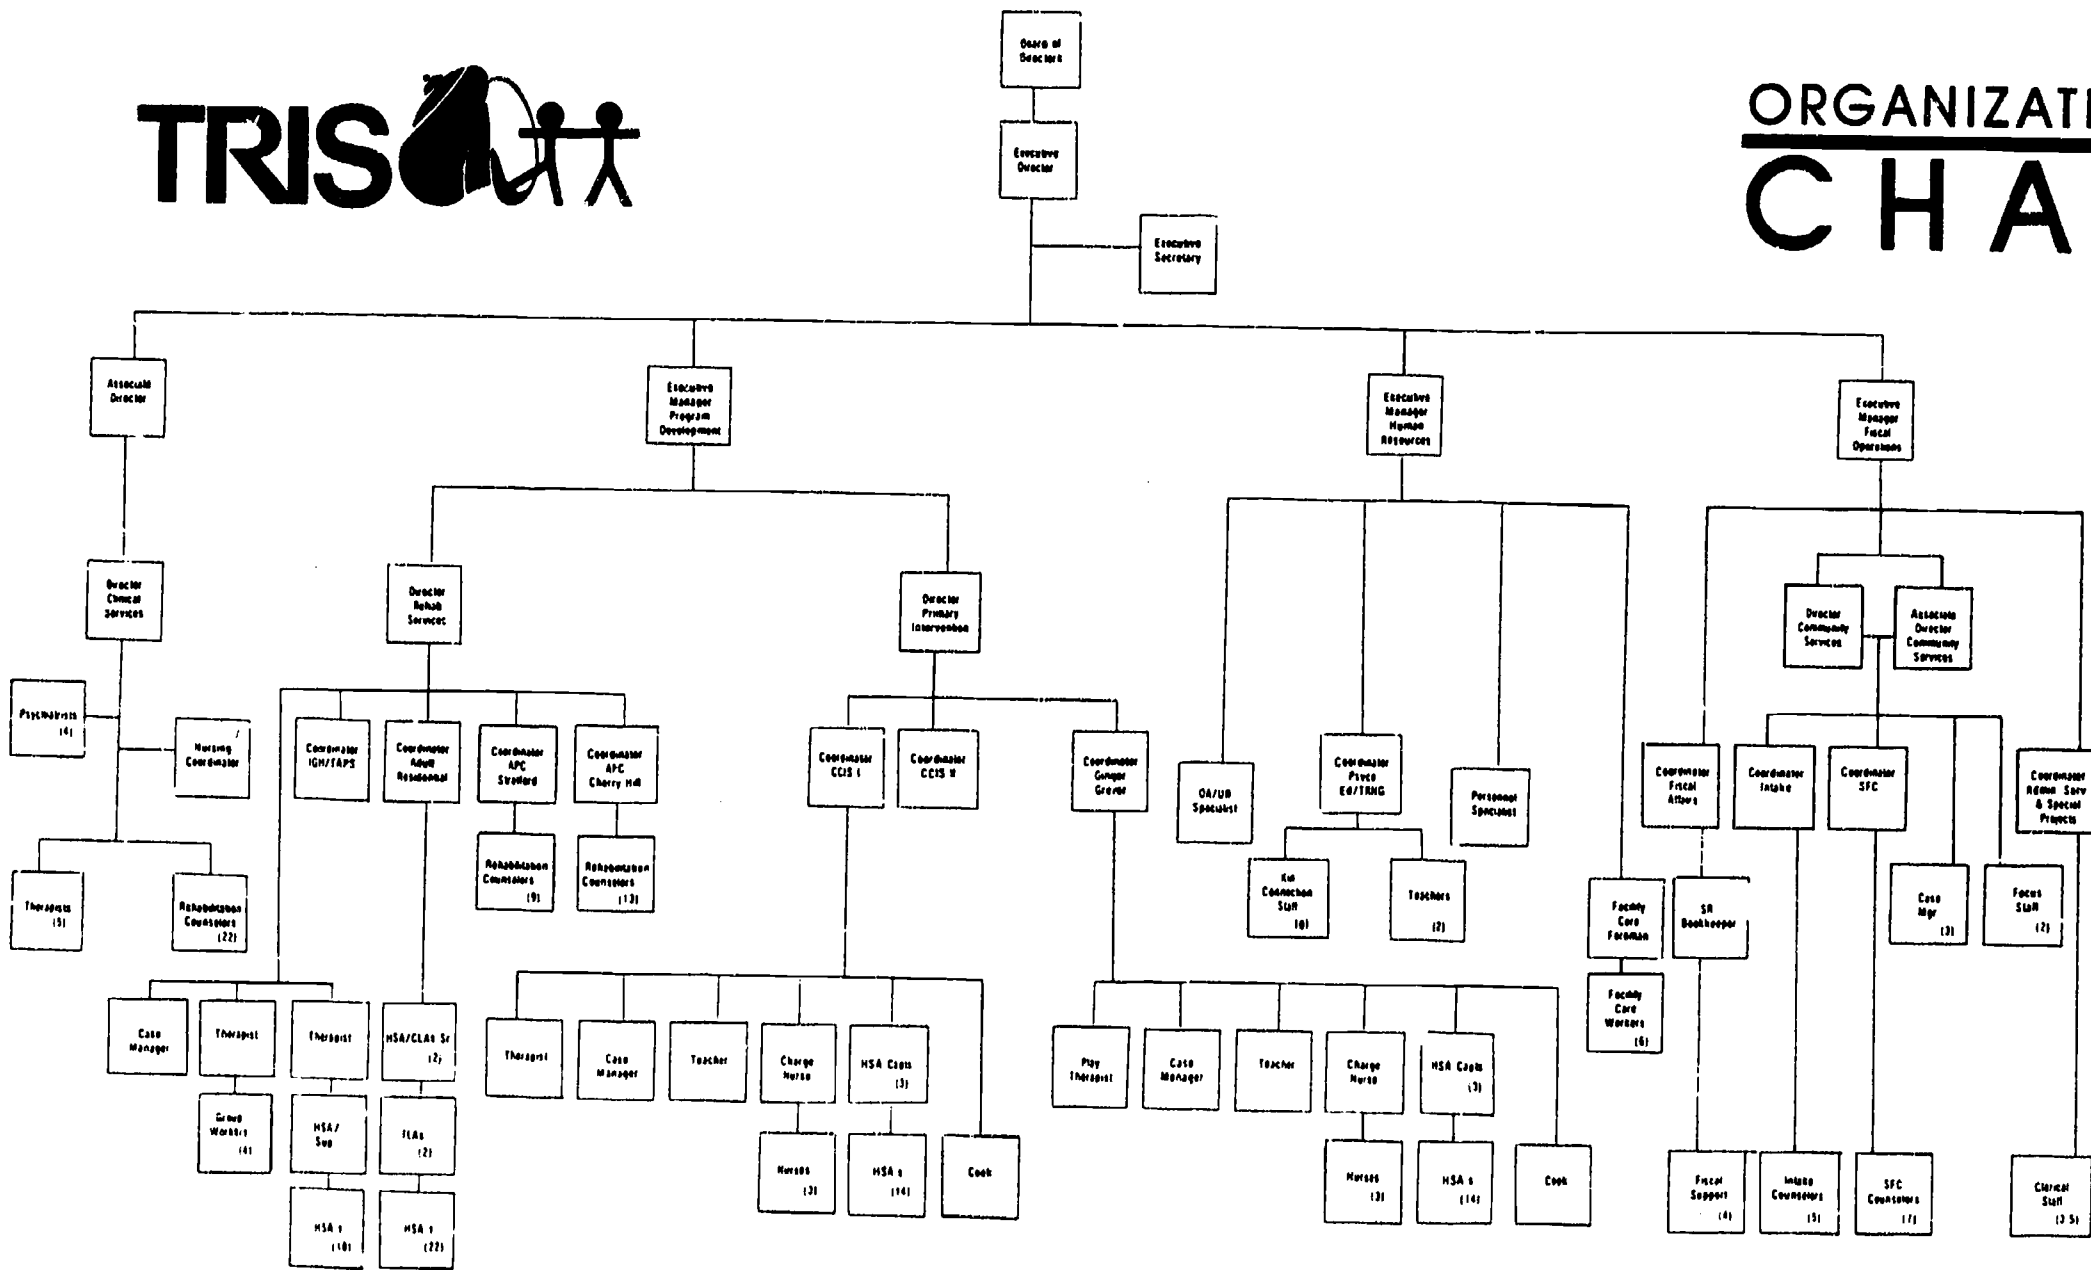 TRIS
ORGANIZATI
CHA
Board of
Directors
Executive
Director
Executive
Secretary
Associate
Director
Executive
Manager
Program
Development
Executive
Manager
Human
Resources
Executive
Manager
Fiscal
Operations
Director
Clinical
Services
Director
Rehab
Services
Director
Primary
Intervention
Director
Community
Services
Associate
Director
Community
Services
Psychiatrists
(4)
Nursing
Coordinator
Coordinator
Coordinator
Adult
Residential
Coordinator
APC
Stratford
Coordinator
APC
Cherry Hill
Coordinator
CCIS I
Coordinator
CCIS II
Coordinator
Ginger
Grever
QA/UR
Specialist
Coordinator
Psyco
Ed/TRNG
Personnel
Specialist
Coordinator
Fiscal
Affairs
Coordinator
Intake
Coordinator
SFC
Coordinator
Admin Serv
& Special
Projects
Therapists
(5)
Rehabilitation
Counselors
(22)
Rehabilitation
Counselors
(9)
Rehabilitation
Counselors
(13)
Connection
Staff
Teachers
(2)
Facility
Care
Foreman
SR
Bookkeeper
Case
Mgr
(3)
Focus
Staff
(2)
Case
Manager
Therapist
Therapist
HSA/CLAs Sr
(2)
Therapist
Case
Manager
Teacher
Charge
Nurse
HSA Capts
(3)
Play
Therapist
Case
Manager
Teacher
Charge
Nurse
HSA Capts
(3)
Facility
Care
Workers
(6)
Group
Workers
(4)
HSA/
Sup
(2)
Nurses
(3)
HSA s
(14)
Cook
Nurses
(3)
HSA s
(14)
Cook
Fiscal
Support
(4)
Intake
Counselors
(5)
SFC
Counselors
(7)
Clerical
Staff
(3.5)
HSA s
(10)
HSA s
(22)